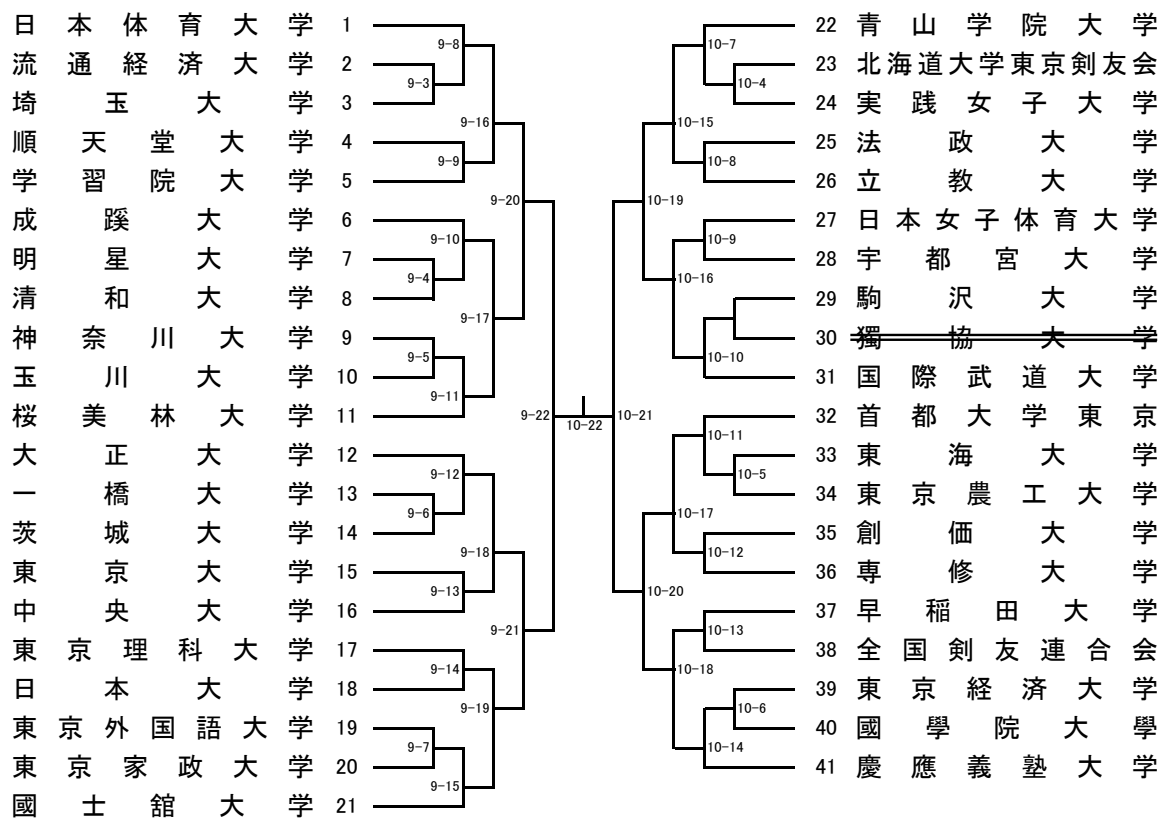 日本体育大学 1
流通経済大学 2
埼玉大学 3
順天堂大学 4
学習院大学 5
成蹊大学 6
明星大学 7
清和大学 8
神奈川大学 9
玉川大学 10
桜美林大学 11
大正大学 12
一橋大学 13
茨城大学 14
東京大学 15
中央大学 16
東京理科大学 17
日本大学 18
東京外国語大学 19
東京家政大学 20
國士舘大学 21
9-8
9-3
9-16
9-9
9-20
9-10
9-4
9-17
9-5
9-11
9-22
9-12
9-6
9-18
9-13
9-21
9-14
9-19
9-7
9-15
10-22
10-7
10-4
10-15
10-8
10-19
10-9
10-16
10-10
10-21
10-11
10-5
10-17
10-12
10-20
10-13
10-18
10-6
10-14
22 青山学院大学
23 北海道大学東京剣友会
24 実践女子大学
25 法政大学
26 立教大学
27 日本女子体育大学
28 宇都宮大学
29 駒沢大学
30 獨協大学
31 国際武道大学
32 首都大学東京
33 東海大学
34 東京農工大学
35 創価大学
36 専修大学
37 早稲田大学
38 全国剣友連合会
39 東京経済大学
40 國學院大學
41 慶應義塾大学